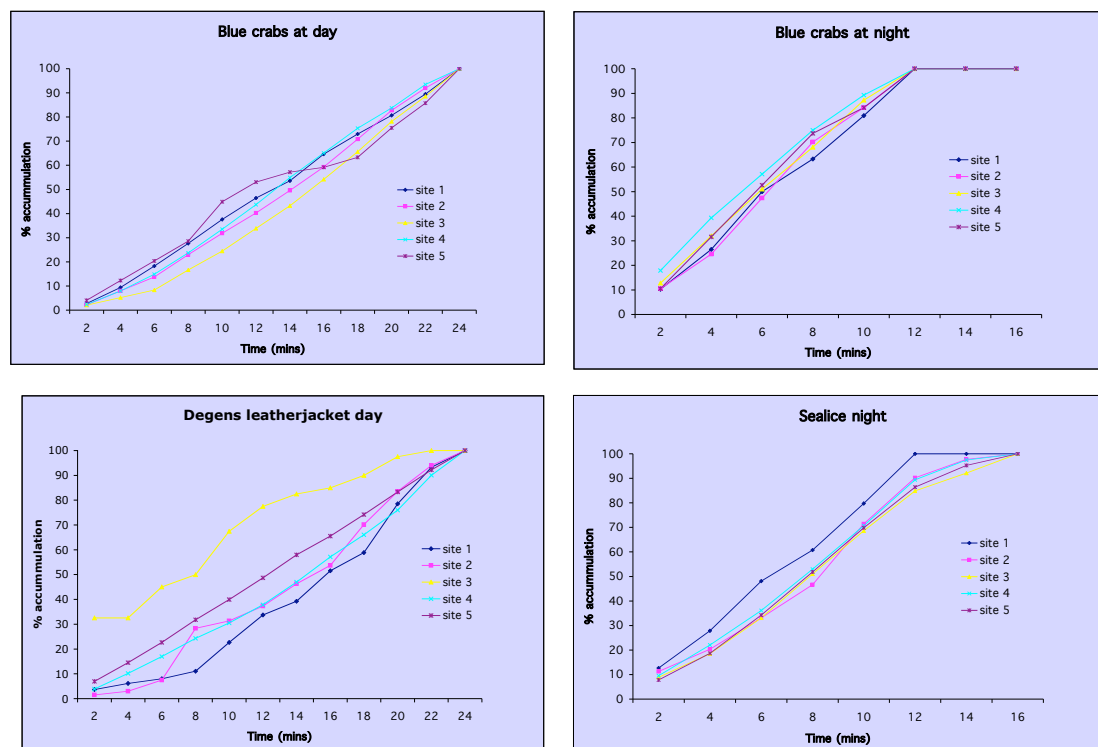 Blue crabs at day
100
90
80
70
60
50
40
30
20
10
0
% accummulation
2 4 6 8 10 12 14 16 18 20 22 24
Time (mins)
site 1
site 2
site 3
site 4
site 5
Blue crabs at night
100
90
80
70
60
50
40
30
20
10
0
% accumulation
2 4 6 8 10 12 14 16
Time (mins)
site 1
site 2
site 3
site 4
site 5
Degens leatherjacket day
100
90
80
70
60
50
40
30
20
10
0
% accummulation
2 4 6 8 10 12 14 16 18 20 22 24
Time (mins)
site 1
site 2
site 3
site 4
site 5
Sealice night
100
90
80
70
60
50
40
30
20
10
0
% accummulation
2 4 6 8 10 12 14 16
Time (mins)
site 1
site 2
site 3
site 4
site 5